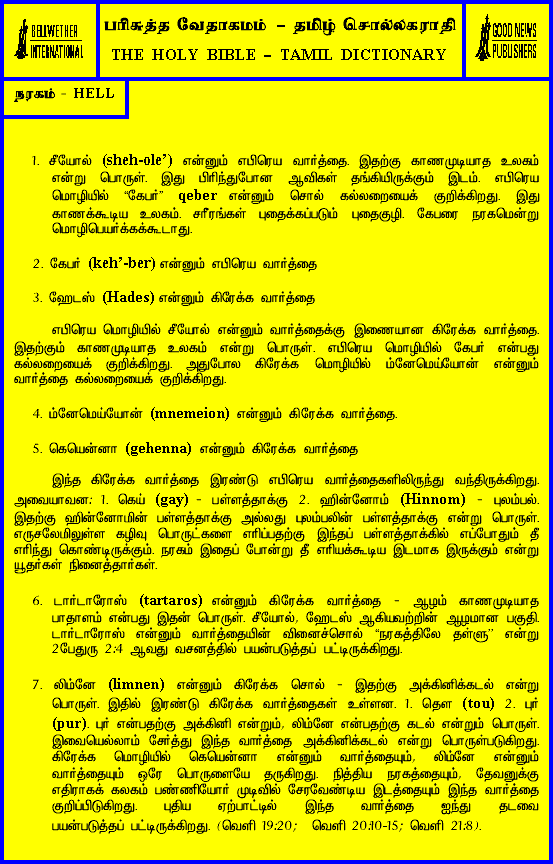 BELLWETHER
INTERNATIONAL
பரிசுத்த வேதாகமம் – தமிழ் சொல்லகராதி
THE HOLY BIBLE – TAMIL DICTIONARY
GOOD NEWS
PUBLISHERS
நரகம் - HELL
1. சீயோல் (sheh-ole’) என்னும் எபிரெய வார்த்தை. இதற்கு காணமுடியாத உலகம்
என்று பொருள். இது பிரிந்துபோன ஆவிகள் தங்கியிருக்கும் இடம். எபிரெய
மொழியில் “கேபர்” qeber என்னும் சொல் கல்லறையைக் குறிக்கிறது. இது
காணக்கூடிய உலகம். சரீரங்கள் புதைக்கப்படும் புதைகுழி. கேபரை நரகமென்று
மொழிபெயர்க்கக்கூடாது.
2. கேபர் (keh’-ber) என்னும் எபிரெய வார்த்தை
3. ஹேடஸ் (Hades) என்னும் கிரேக்க வார்த்தை
எபிரெய மொழியில் சீயோல் என்னும் வார்த்தைக்கு இணையான கிரேக்க வார்த்தை.
இதற்கும் காணமுடியாத உலகம் என்று பொருள். எபிரெய மொழியில் கேபர் என்பது
கல்லறையைக் குறிக்கிறது. அதுபோல கிரேக்க மொழியில் ம்னேமெய்யோன் என்னும்
வார்த்தை கல்லறையைக் குறிக்கிறது.
4. ம்னேமெய்யோன் (mnemeion) என்னும் கிரேக்க வார்த்தை.
5. கெயென்னா (gehenna) என்னும் கிரேக்க வார்த்தை
இந்த கிரேக்க வார்த்தை இரண்டு எபிரெய வார்த்தைகளிலிருந்து வந்திருக்கிறது.
அவையாவன: 1. கெய் (gay) - பள்ளத்தாக்கு 2. ஹின்னோம் (Hinnom) - புலம்பல்.
இதற்கு ஹின்னோமின் பள்ளத்தாக்கு அல்லது புலம்பலின் பள்ளத்தாக்கு என்று பொருள்.
எருசலேமிலுள்ள கழிவு பொருட்களை எரிப்பதற்கு இந்தப் பள்ளத்தாக்கில் எப்போதும் தீ
எரிந்து கொண்டிருக்கும். நரகம் இதைப் போன்று தீ எரியக்கூடிய இடமாக இருக்கும் என்று
யூதர்கள் நினைத்தார்கள்.
6. டார்டாரோஸ் (tartaros) என்னும் கிரேக்க வார்த்தை - ஆழம் காணமுடியாத
பாதாளம் என்பது இதன் பொருள். சீயோல், ஹேடஸ் ஆகியவற்றின் ஆழமான பகுதி.
டார்டாரோஸ் என்னும் வார்த்தையின் வினைச்சொல் “நரகத்திலே தள்ளு” என்று
2பேதுரு 2:4 ஆவது வசனத்தில் பயன்படுத்தப் பட்டிருக்கிறது.
7. லிம்னே (limnen) என்னும் கிரேக்க சொல் - இதற்கு அக்கினிக்கடல் என்று
பொருள். இதில் இரண்டு கிரேக்க வார்த்தைகள் உள்ளன. 1. தௌ (tou) 2. புர்
(pur). புர் என்பதற்கு அக்கினி என்றும், லிம்னே என்பதற்கு கடல் என்றும் பொருள்.
இவையெல்லாம் சேர்த்து இந்த வார்த்தை அக்கினிக்கடல் என்று பொருள்படுகிறது.
கிரேக்க மொழியில் கெயென்னா என்னும் வார்த்தையும், லிம்னே என்னும்
வார்த்தையும் ஒரே பொருளையே தருகிறது. நித்திய நரகத்தையும், தேவனுக்கு
எதிராகக் கலகம் பண்ணியோர் முடிவில் சேரவேண்டிய இடத்தையும் இந்த வார்த்தை
குறிப்பிடுகிறது. புதிய ஏற்பாட்டில் இந்த வார்த்தை ஐந்து தடவை
பயன்படுத்தப் பட்டிருக்கிறது. (வெளி 19:20; வெளி 20:10-15; வெளி 21:8).